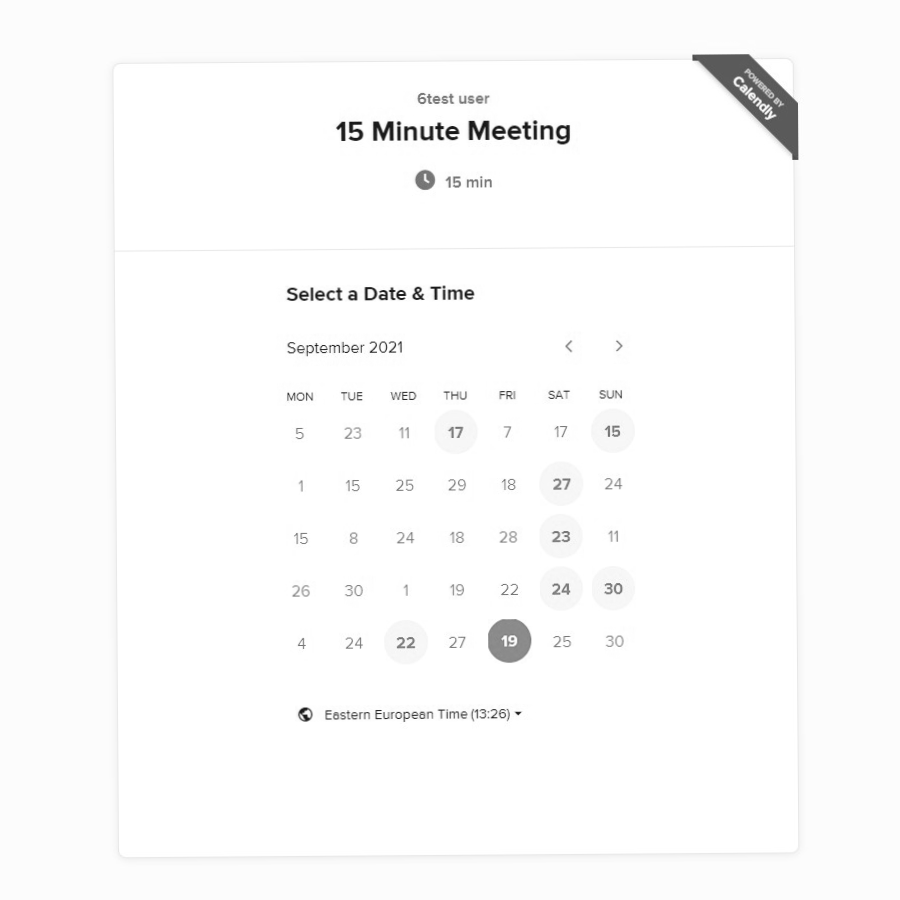 POWERED BY
Calendly
6test user
15 Minute Meeting
15 min
Select a Date & Time
September 2021
MON TUE WED THU FRI SAT SUN
5 23 11 17 7 17 15
1 15 25 29 18 27 24
15 8 24 18 28 23 11
26 30 1 19 22 24 30
4 24 22 27 19 25 30
Eastern European Time (13:26)